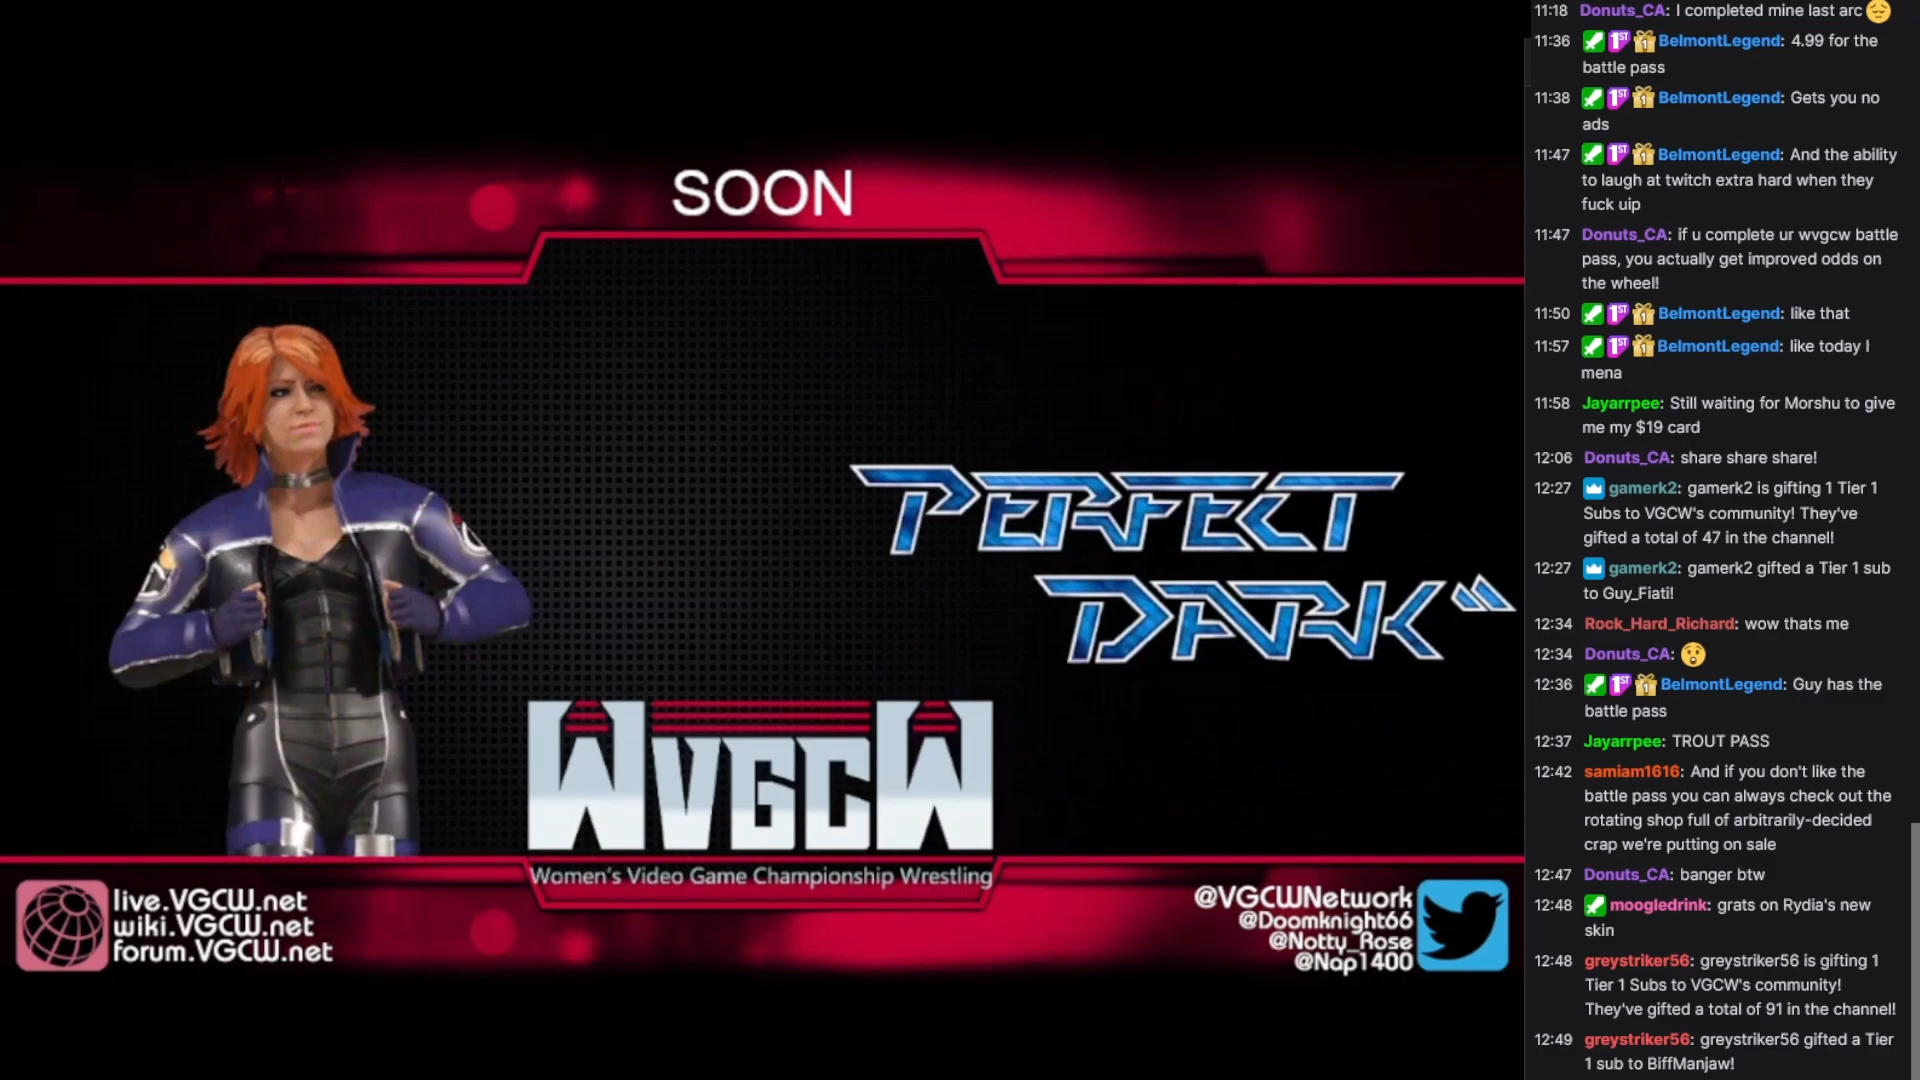 SOON
PERFECT
DARK
WVGCW
Women's Video Game Championship Wrestling
live.VGCW.net
wiki.VGCW.net
forum.VGCW.net
@VGCWNetwork
@Doomknight66
@Notty_Rose
@Nap1400
11:18 Donuts_CA: I completed mine last arc 😔
11:36 1ST 1 BelmontLegend: 4.99 for the
battle pass
11:38 1ST 1 BelmontLegend: Gets you no
ads
11:47 1ST 1 BelmontLegend: And the ability
to laugh at twitch extra hard when they
fuck uip
11:47 Donuts_CA: if u complete ur wvgcw battle
pass, you actually get improved odds on
the wheel!
11:50 1ST 1 BelmontLegend: like that
11:57 1ST 1 BelmontLegend: like today I
mena
11:58 Jayarrpee: Still waiting for Morshu to give
me my $19 card
12:06 Donuts_CA: share share share!
12:27 gamerk2: gamerk2 is gifting 1 Tier 1
Subs to VGCW's community! They've
gifted a total of 47 in the channel!
12:27 gamerk2: gamerk2 gifted a Tier 1 sub
to Guy_Fiati!
12:34 Rock_Hard_Richard: wow thats me
12:34 Donuts_CA: 😲
12:36 1ST 1 BelmontLegend: Guy has the
battle pass
12:37 Jayarrpee: TROUT PASS
12:42 samiam1616: And if you don't like the
battle pass you can always check out the
rotating shop full of arbitrarily-decided
crap we're putting on sale
12:47 Donuts_CA: banger btw
12:48 moogledrink: grats on Rydia's new
skin
12:48 greystriker56: greystriker56 is gifting 1
Tier 1 Subs to VGCW's community!
They've gifted a total of 91 in the channel!
12:49 greystriker56: greystriker56 gifted a Tier
1 sub to BiffManjaw!